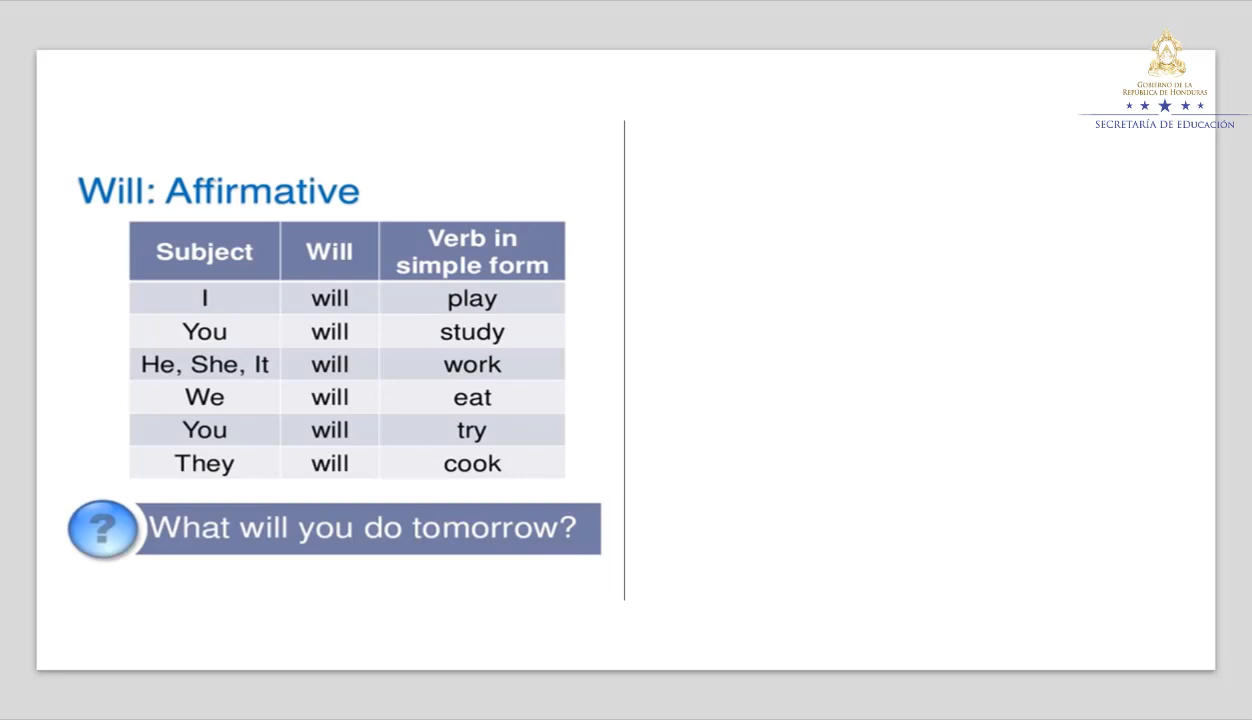 GOBIERNO DE LA
REPÚBLICA DE HONDURAS
SECRETARÍA DE EDUCACIÓN
Will: Affirmative
Subject Will Verb in simple form
I will play
You will study
He, She, It will work
We will eat
You will try
They will cook
? What will you do tomorrow?